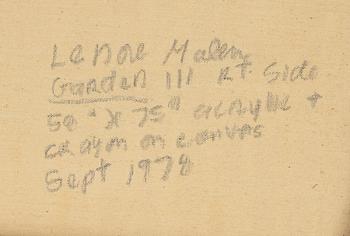 Lenore Malen
Garden III Rt Side
50" x 75" acrylic +
crayon on canvas
Sept 1978